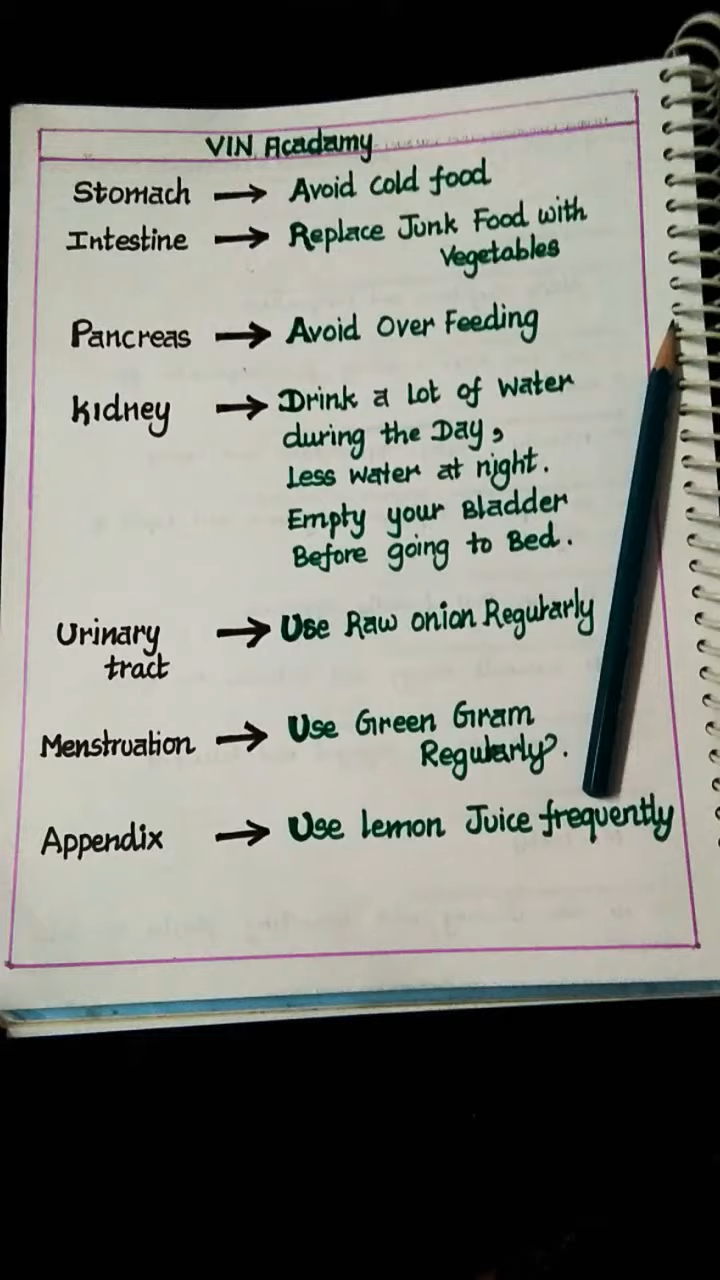 VIN Acadamy
Stomach → Avoid cold food
Intestine → Replace Junk Food with
Vegetables
Pancreas → Avoid Over Feeding
Kidney → Drink a Lot of Water
during the Day,
Less water at night.
Empty your Bladder
Before going to Bed.
Urinary → Use Raw onion Regularly
tract
Menstruation → Use Green Gram
Regularly.
Appendix → Use lemon Juice frequently